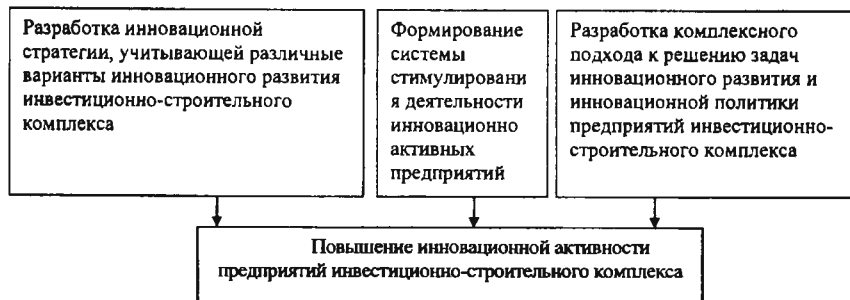 Разработка инновационной
стратегии, учитывающей различные
варианты инновационного развития
инвестиционно-строительного
комплекса
Формирование
системы
стимулировани
я деятельности
инновационно
активных
предприятий
Разработка комплексного
подхода к решению задач
инновационного развития и
инновационной политики
предприятий инвестиционно-
строительного комплекса
Повышение инновационной активности
предприятий инвестиционно-строительного комплекса